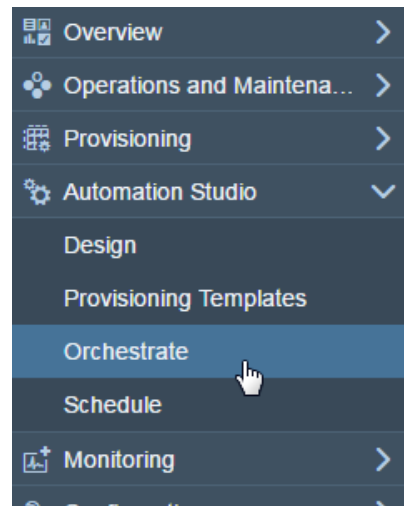 Overview
Operations and Maintena...
Provisioning
Automation Studio
Design
Provisioning Templates
Orchestrate
Schedule
Monitoring